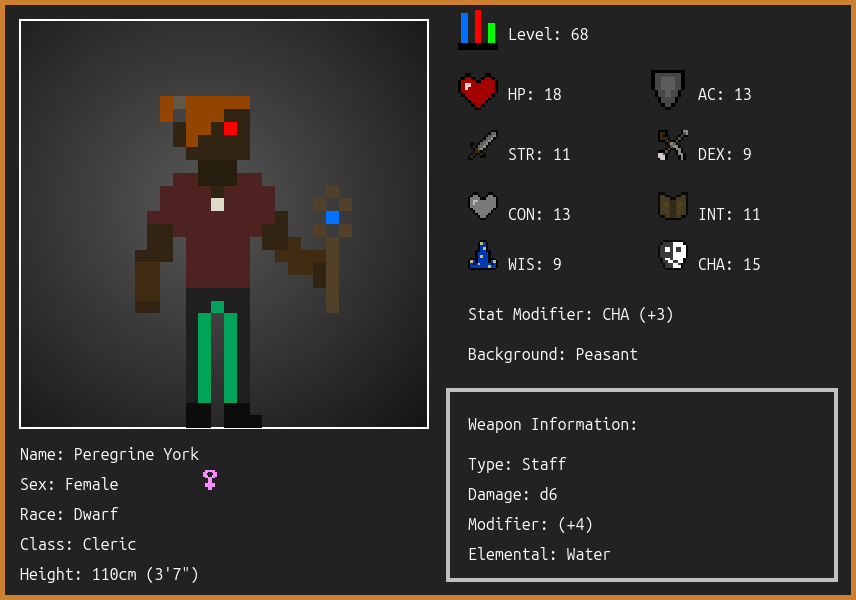 Level: 68
HP: 18
AC: 13
STR: 11
DEX: 9
CON: 13
INT: 11
WIS: 9
CHA: 15
Stat Modifier: CHA (+3)
Background: Peasant
Weapon Information:
Type: Staff
Damage: d6
Modifier: (+4)
Elemental: Water
Name: Peregrine York
Sex: Female
Race: Dwarf
Class: Cleric
Height: 110cm (3'7")